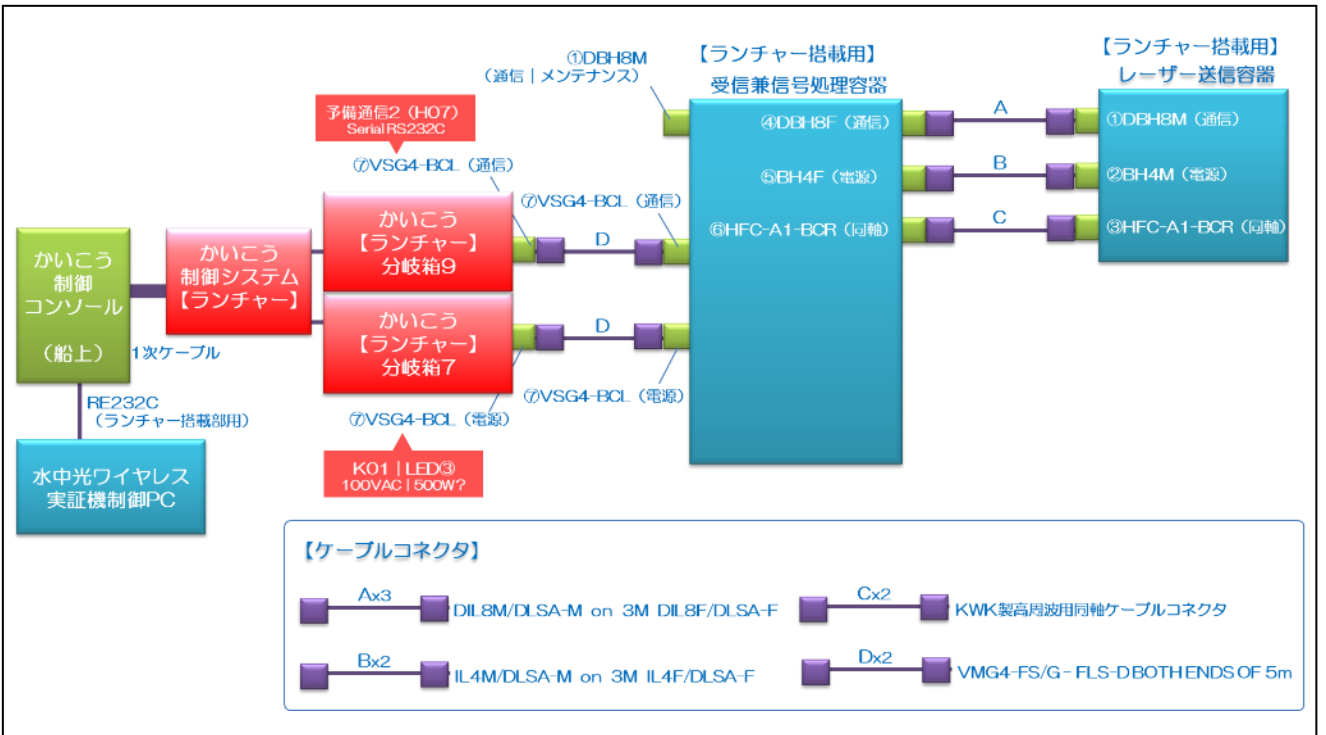 ①DBH8M
（通信｜メンテナンス）
【ランチャー搭載用】
受信兼信号処理容器
【ランチャー搭載用】
レーザー送信容器
予備通信2（H07）
Serial RS232C
⑦VSG4-BCL（通信）
⑦VSG4-BCL（通信）
④DBH8F（通信）
A
①DBH8M（通信）
⑤BH4F（電源）
B
②BH4M（電源）
⑥HFC-A1-BCR（同軸）
C
③HFC-A1-BCR（同軸）
かいこう
制御
コンソール
（船上）
かいこう
制御システム
【ランチャー】
かいこう
【ランチャー】
分岐箱9
D
かいこう
【ランチャー】
分岐箱7
D
1次ケーブル
⑦VSG4-BCL（電源）
⑦VSG4-BCL（電源）
RE232C
（ランチャー搭載部用）
K01｜LED③
100VAC｜500W?
水中光ワイヤレス
実証機制御PC
【ケーブルコネクタ】
Ax3
DIL8M/DLSA-M on 3M DIL8F/DLSA-F
Cx2
KWK製高周波用同軸ケーブルコネクタ
Bx2
IL4M/DLSA-M on 3M IL4F/DLSA-F
Dx2
VMG4-FS/G-FLS-D BOTH ENDS OF 5m